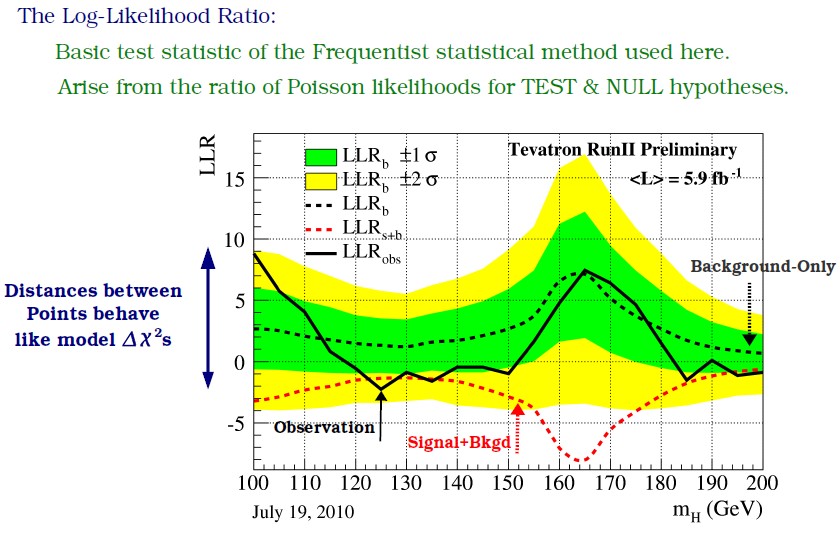 The Log-Likelihood Ratio:
Basic test statistic of the Frequentist statistical method used here.
Arise from the ratio of Poisson likelihoods for TEST & NULL hypotheses.
LLR
Tevatron RunII Preliminary
<L> = 5.9 fb⁻¹
LLR_b ±1 σ
LLR_b ±2 σ
LLR_b
LLR_s+b
LLR_obs
15
10
5
0
-5
Distances between
Points behave
like model Δχ²s
Background-Only
Observation
Signal+Bkgd
100 110 120 130 140 150 160 170 180 190 200
July 19, 2010
m_H (GeV)